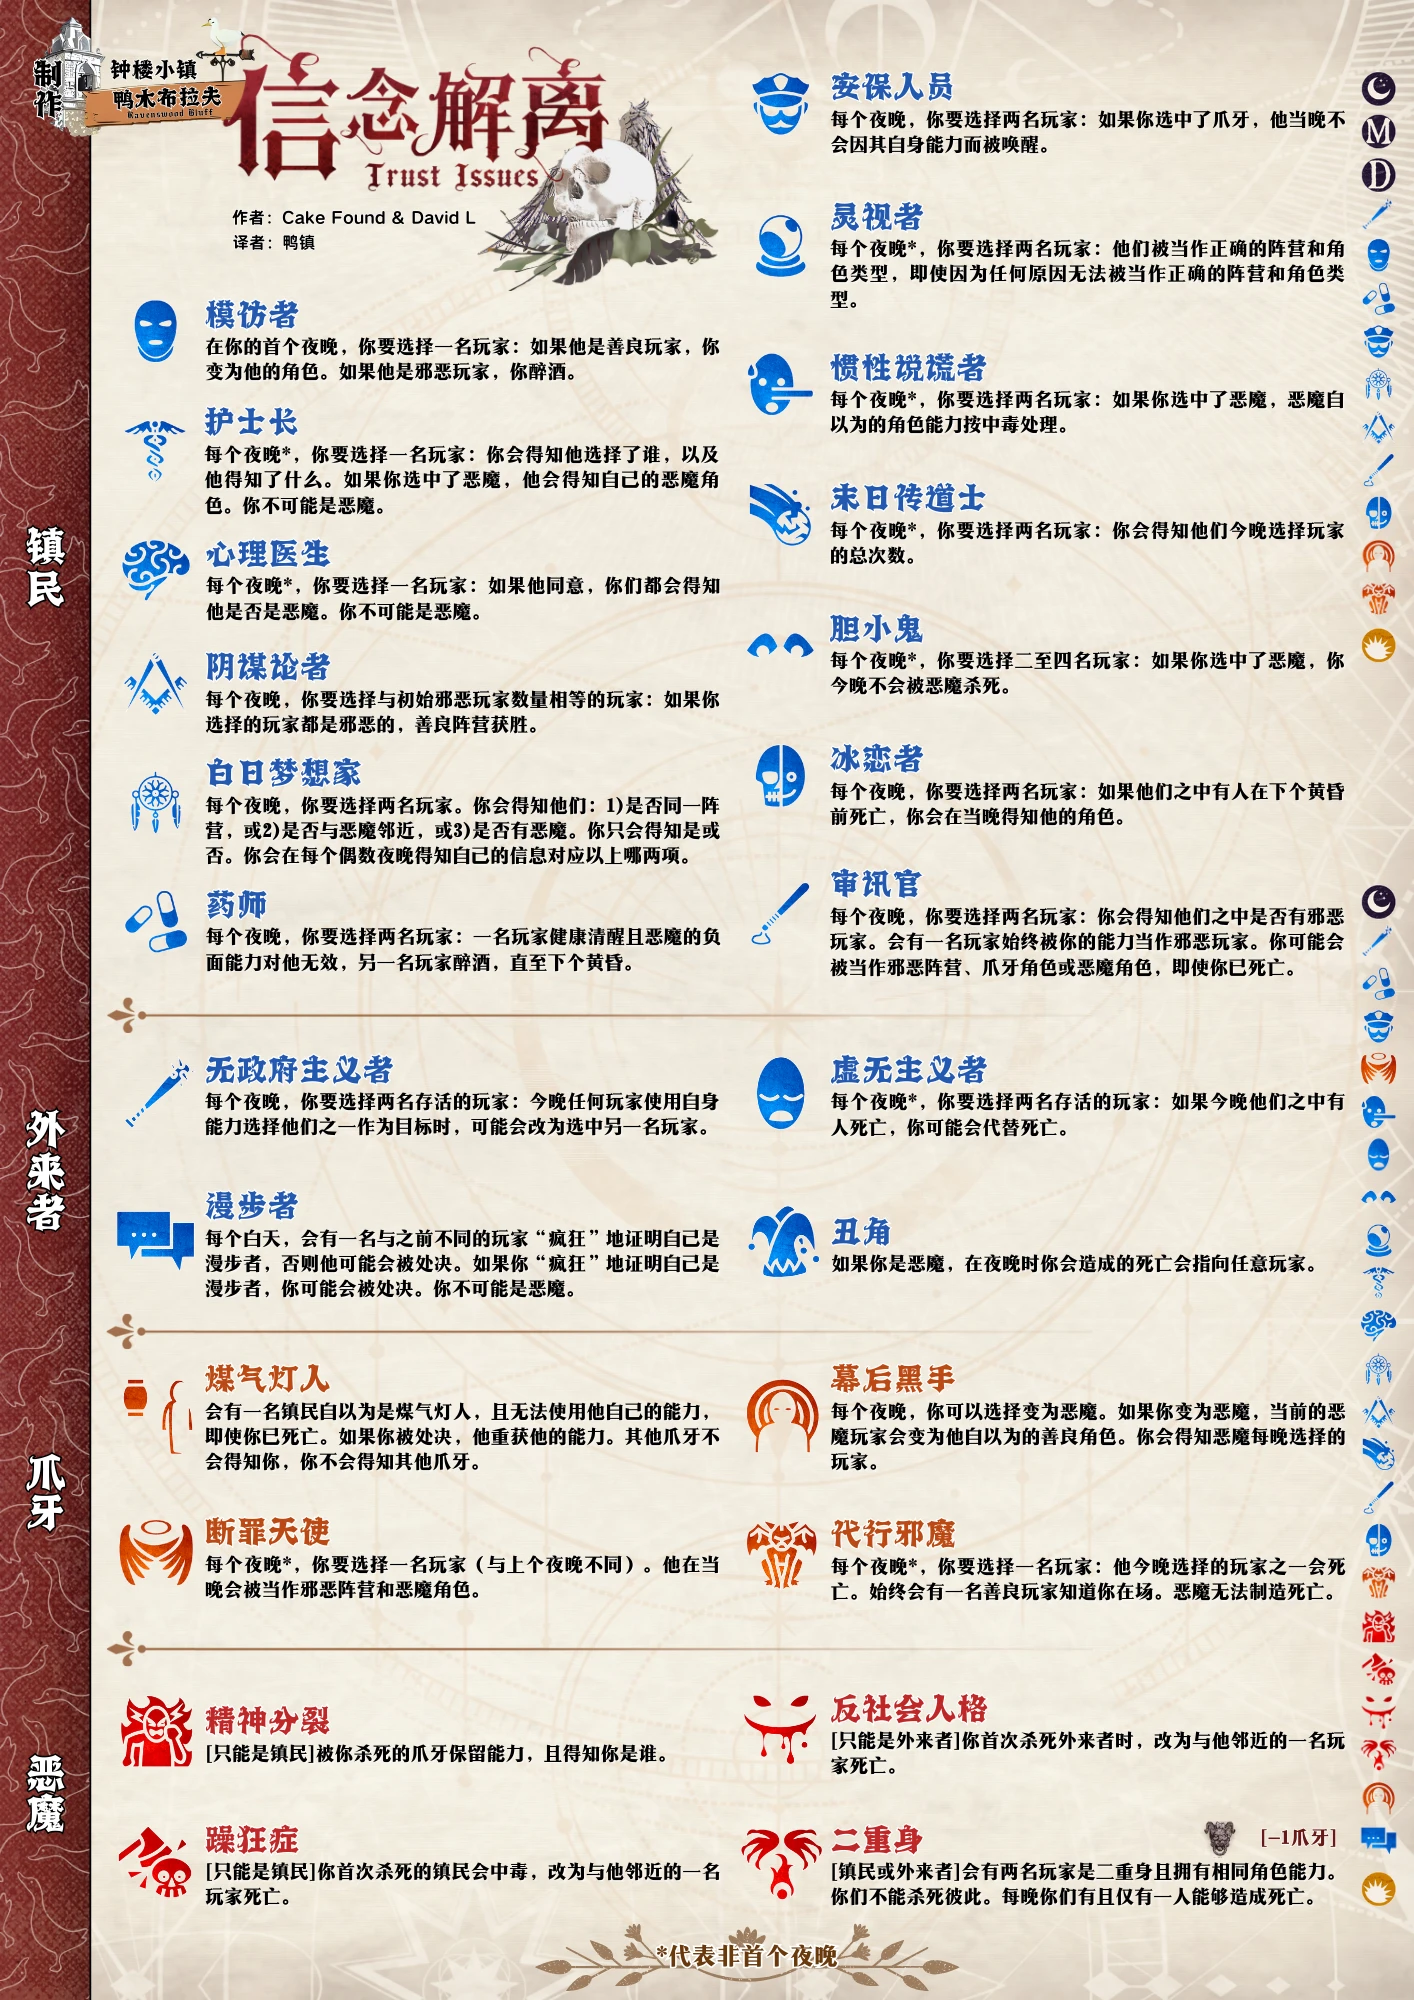 制作
钟楼小镇
鸭木布拉夫
Ravenswood Bluff
信念解离
Trust Issues
作者：Cake Found & David L
译者：鸭镇
镇民
模仿者
在你的首个夜晚，你要选择一名玩家：如果他是善良玩家，你
变为他的角色。如果他是邪恶玩家，你醉酒。
护士长
每个夜晚*，你要选择一名玩家：你会得知他选择了谁，以及
他得知了什么。如果你选中了恶魔，他会得知自己的恶魔角
色。你不可能是恶魔。
心理医生
每个夜晚*，你要选择一名玩家：如果他同意，你们都会得知
他是否是恶魔。你不可能是恶魔。
阴谋论者
每个夜晚，你要选择与初始邪恶玩家数量相等的玩家：如果你
选择的玩家都是邪恶的，善良阵营获胜。
白日梦想家
每个夜晚，你要选择两名玩家。你会得知他们：1)是否同一阵
营，或2)是否与恶魔邻近，或3)是否有恶魔。你只会得知是或
否。你会在每个偶数夜晚得知自己的信息对应以上哪两项。
药师
每个夜晚，你要选择两名玩家：一名玩家健康清醒且恶魔的负
面能力对他无效，另一名玩家醉酒，直至下个黄昏。
安保人员
每个夜晚，你要选择两名玩家：如果你选中了爪牙，他当晚不
会因其自身能力而被唤醒。
灵视者
每个夜晚*，你要选择两名玩家：他们被当作正确的阵营和角
色类型，即使因为任何原因无法被当作正确的阵营和角色类
型。
惯性说谎者
每个夜晚*，你要选择两名玩家：如果你选中了恶魔，恶魔自
以为的角色能力按中毒处理。
末日传道士
每个夜晚*，你要选择两名玩家：你会得知他们今晚选择玩家
的总次数。
胆小鬼
每个夜晚*，你要选择二至四名玩家：如果你选中了恶魔，你
今晚不会被恶魔杀死。
冰恋者
每个夜晚，你要选择两名玩家：如果他们之中有人在下个黄昏
前死亡，你会在当晚得知他的角色。
审讯官
每个夜晚，你要选择两名玩家：你会得知他们之中是否有邪恶
玩家。会有一名玩家始终被你的能力当作邪恶玩家。你可能会
被当作邪恶阵营、爪牙角色或恶魔角色，即使你已死亡。
外来者
无政府主义者
每个夜晚，你要选择两名存活的玩家：今晚任何玩家使用自身
能力选择他们之一作为目标时，可能会改为选中另一名玩家。
漫步者
每个白天，会有一名与之前不同的玩家“疯狂”地证明自己是
漫步者，否则他可能会被处决。如果你“疯狂”地证明自己是
漫步者，你可能会被处决。你不可能是恶魔。
虚无主义者
每个夜晚*，你要选择两名存活的玩家：如果今晚他们之中有
人死亡，你可能会代替死亡。
丑角
如果你是恶魔，在夜晚时你会造成的死亡会指向任意玩家。
爪牙
煤气灯人
会有一名镇民自以为是煤气灯人，且无法使用他自己的能力，
即使你已死亡。如果你被处决，他重获他的能力。其他爪牙不
会得知你，你不会得知其他爪牙。
断罪天使
每个夜晚*，你要选择一名玩家（与上个夜晚不同）。他在当
晚会被当作邪恶阵营和恶魔角色。
幕后黑手
每个夜晚，你可以选择变为恶魔。如果你变为恶魔，当前的恶
魔玩家会变为他自以为的善良角色。你会得知恶魔每晚选择的
玩家。
代行邪魔
每个夜晚*，你要选择一名玩家：他今晚选择的玩家之一会死
亡。始终会有一名善良玩家知道你在场。恶魔无法制造死亡。
恶魔
精神分裂
[只能是镇民]被你杀死的爪牙保留能力，且得知你是谁。
躁狂症
[只能是镇民]你首次杀死的镇民会中毒，改为与他邻近的一名
玩家死亡。
反社会人格
[只能是外来者]你首次杀死外来者时，改为与他邻近的一名玩
家死亡。
二重身
[-1爪牙]
[镇民或外来者]会有两名玩家是二重身且拥有相同角色能力。
你们不能杀死彼此。每晚你们有且仅有一人能够造成死亡。
*代表非首个夜晚
M
D